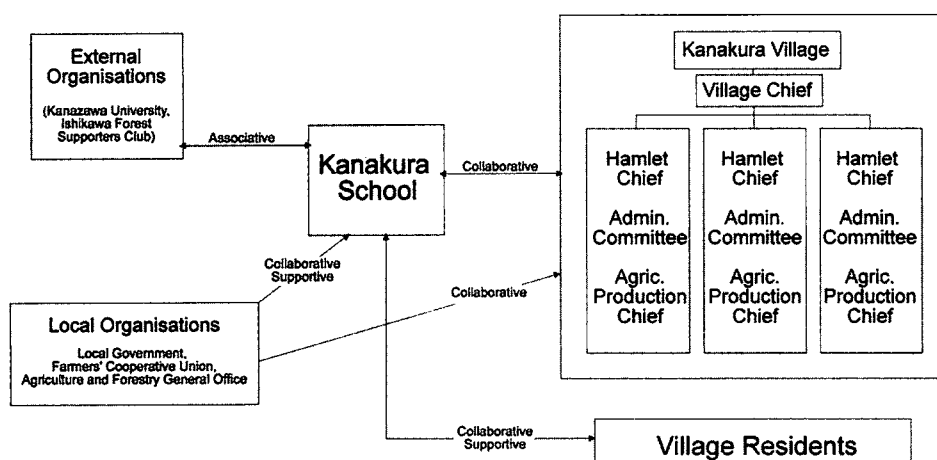 External
Organisations
(Kanazawa University,
Ishikawa Forest
Supporters Club)
Associative
Kanakura
School
Collaborative
Kanakura Village
Village Chief
Hamlet
Chief
Admin.
Committee
Agric.
Production
Chief
Hamlet
Chief
Admin.
Committee
Agric.
Production
Chief
Hamlet
Chief
Admin.
Committee
Agric.
Production
Chief
Collaborative
Supportive
Collaborative
Local Organisations
Local Government,
Farmers' Cooperative Union,
Agriculture and Forestry General Office
Collaborative
Supportive
Village Residents